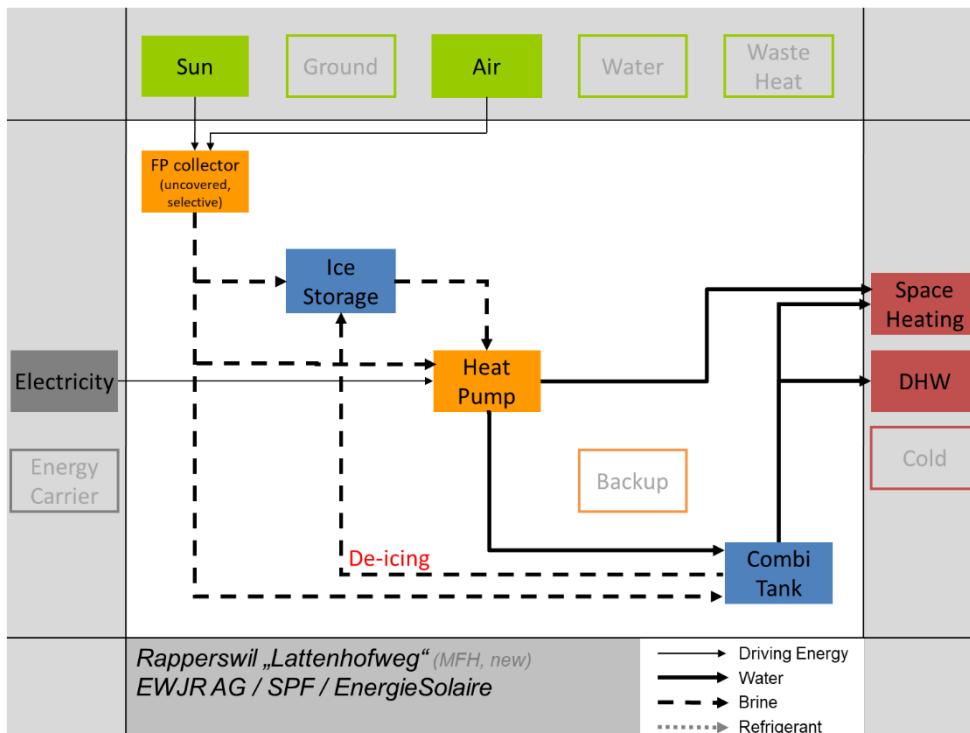 Sun
Ground
Air
Water
Waste
Heat
FP collector
(uncovered,
selective)
Ice
Storage
Space
Heating
Electricity
Heat
Pump
DHW
Energy
Carrier
Backup
Cold
De-icing
Combi
Tank
Rapperswil „Lattenhofweg“ (MFH, new)
EWJR AG / SPF / EnergieSolaire
Driving Energy
Water
Brine
Refrigerant